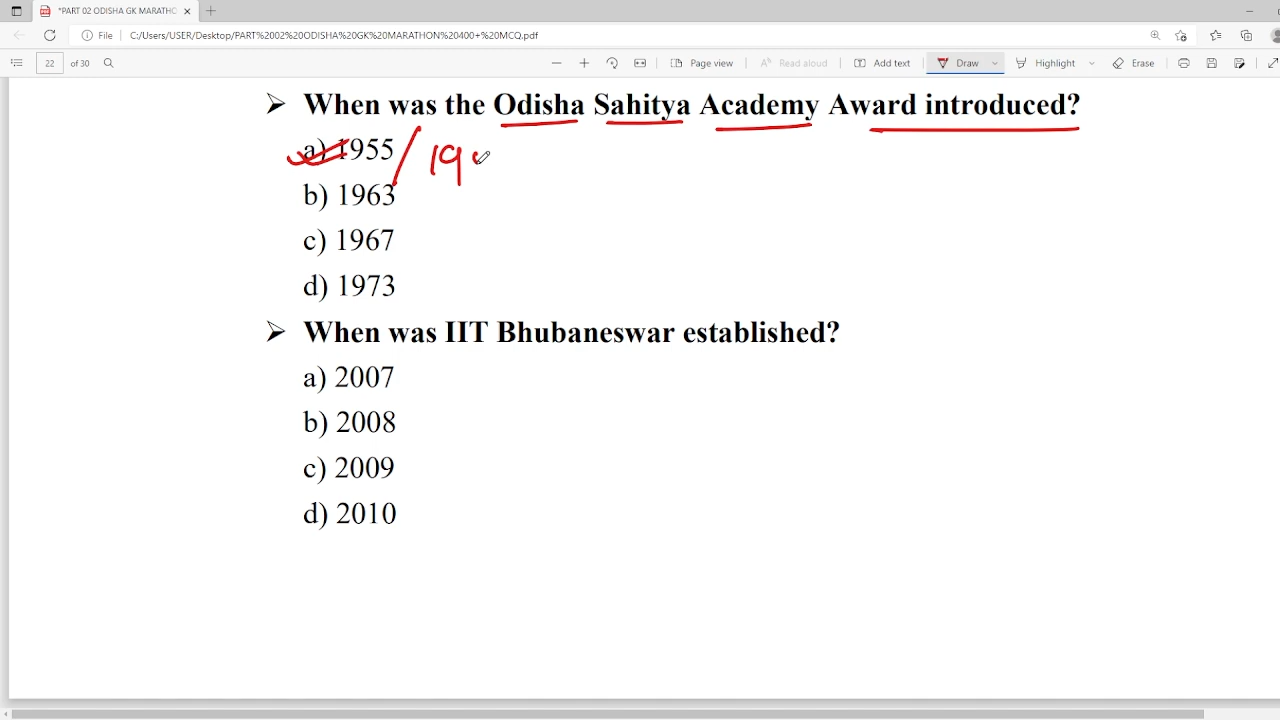 *PART 02 ODISHA GK MARATHO
File C:/Users/USER/Desktop/PART%2002%20ODISHA%20GK%20MARATHON%20400+%20MCQ.pdf
22 of 30 Page view Read aloud Add text Draw Highlight Erase
➤ When was the Odisha Sahitya Academy Award introduced?
a) 1955 / 19
b) 1963
c) 1967
d) 1973
➤ When was IIT Bhubaneswar established?
a) 2007
b) 2008
c) 2009
d) 2010